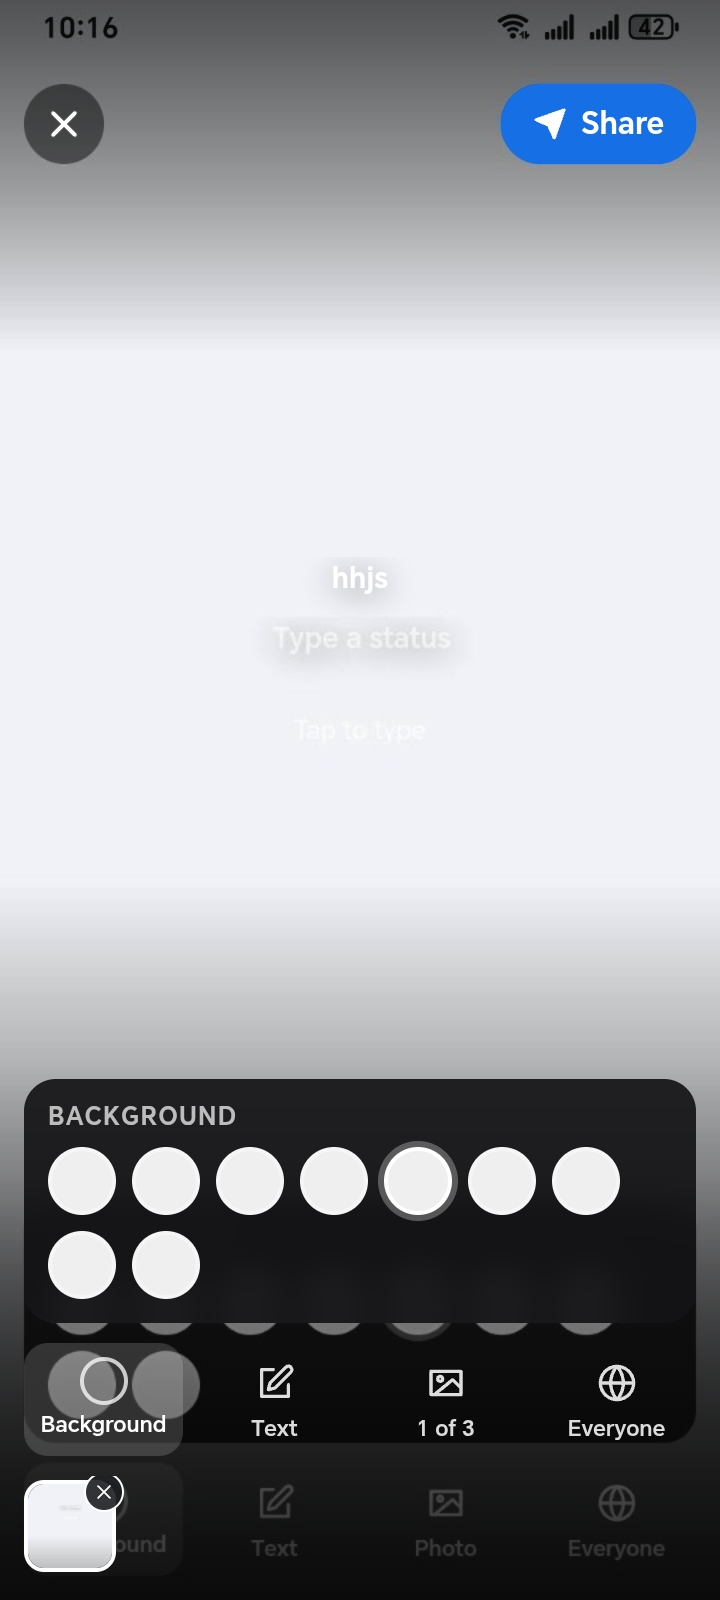 10:16
42
Share
hhjs
Type a status
Tap to type
BACKGROUND
Background
Text
1 of 3
Everyone
ound
Text
Photo
Everyone